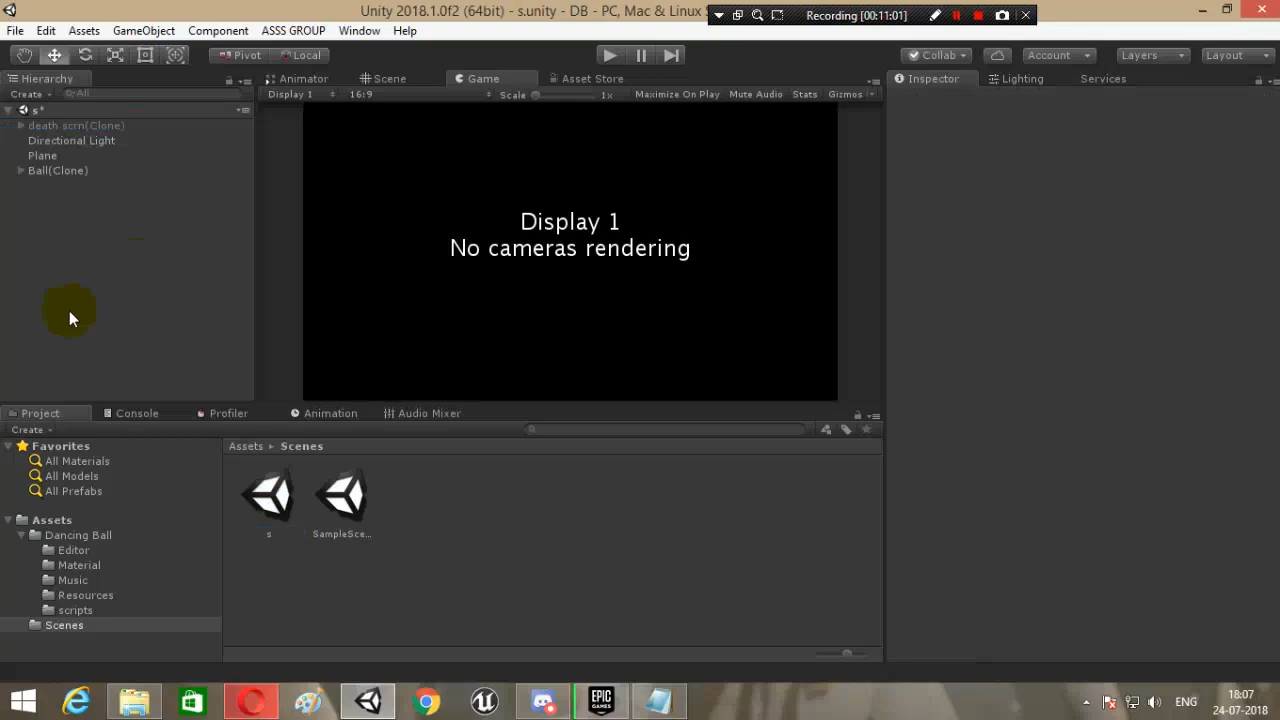 Unity 2018.1.0f2 (64bit) - s.unity - DB - PC, Mac & Linux S
Recording [00:11:01]
File Edit Assets GameObject Component ASSS GROUP Window Help
Pivot Local
Collab Account Layers Layout
Hierarchy
Animator Scene Game Asset Store
Inspector Lighting Services
Create All
Display 1 16:9 Scale 1x Maximize On Play Mute Audio Stats Gizmos
s*
death scrn(Clone)
Directional Light
Plane
Ball(Clone)
Display 1
No cameras rendering
Project Console Profiler Animation Audio Mixer
Create
Favorites
All Materials
All Models
All Prefabs
Assets
Dancing Ball
Editor
Material
Music
Resources
scripts
Scenes
Assets Scenes
s SampleSce...
EPIC
GAMES
ENG
18:07
24-07-2018